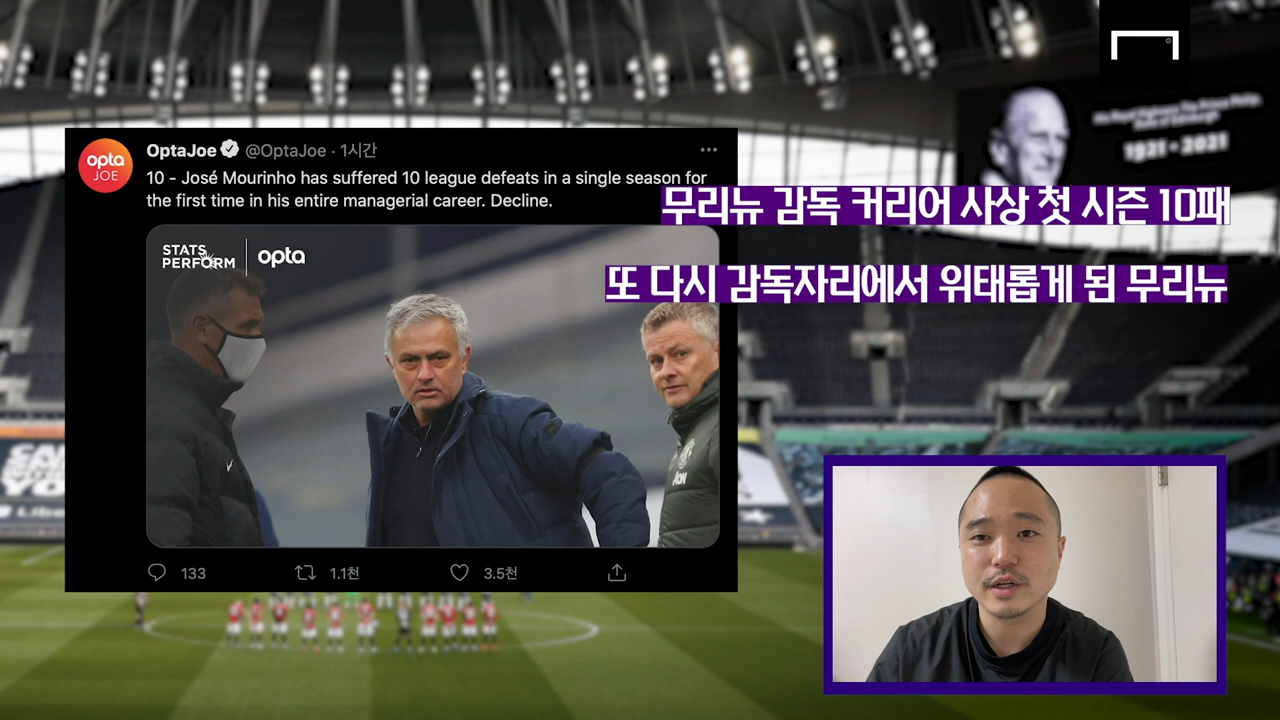 opta
JOE
OptaJoe @OptaJoe · 1시간
10 - José Mourinho has suffered 10 league defeats in a single season for
the first time in his entire managerial career. Decline.
STATS
PERFORM
opta
무리뉴 감독 커리어 사상 첫 시즌 10패
또 다시 감독자리에서 위태롭게 된 무리뉴
133
1.1천
3.5천
1921 - 2021